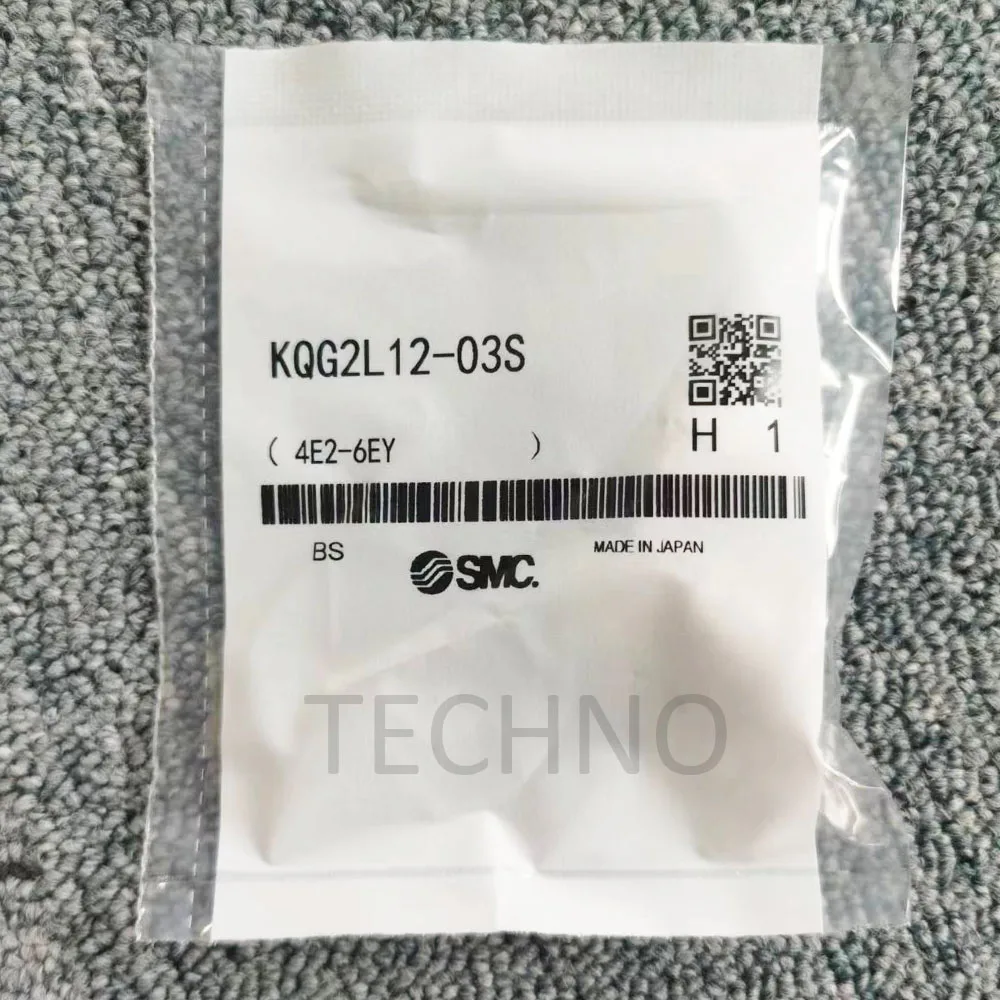 KQG2L12-03S
( 4E2-6EY )
H 1
BS
SMC.
MADE IN JAPAN
TECHNO